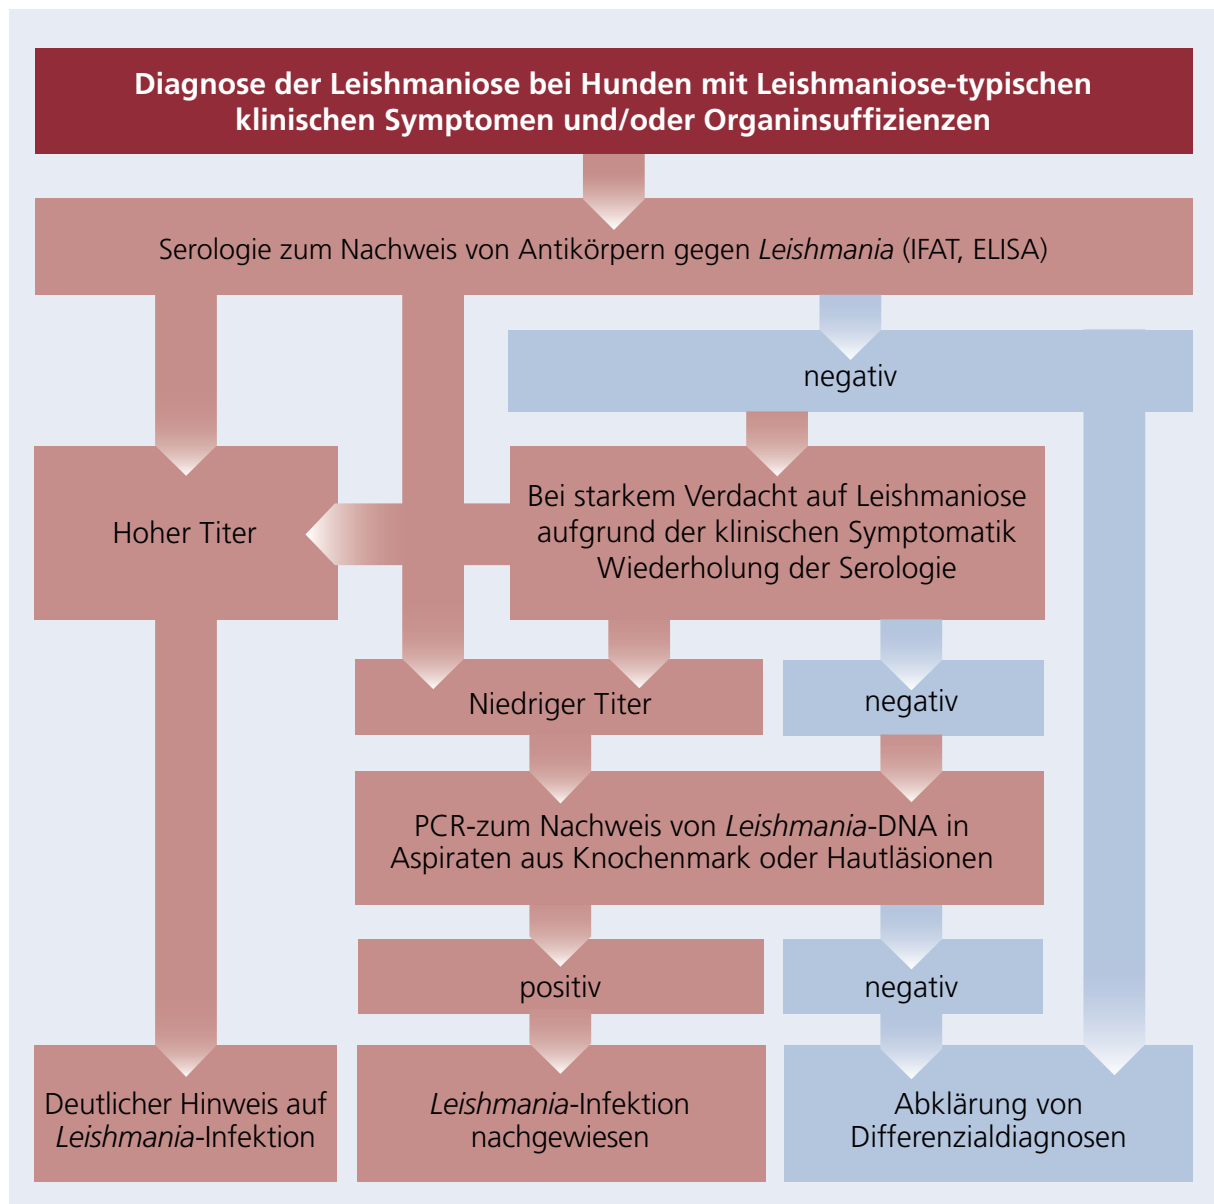 Diagnose der Leishmaniose bei Hunden mit Leishmaniose-typischen
klinischen Symptomen und/oder Organinsuffizienzen
Serologie zum Nachweis von Antikörpern gegen Leishmania (IFAT, ELISA)
negativ
Hoher Titer
Bei starkem Verdacht auf Leishmaniose
aufgrund der klinischen Symptomatik
Wiederholung der Serologie
Niedriger Titer
negativ
PCR-zum Nachweis von Leishmania-DNA in
Aspiraten aus Knochenmark oder Hautläsionen
positiv
negativ
Deutlicher Hinweis auf
Leishmania-Infektion
Leishmania-Infektion
nachgewiesen
Abklärung von
Differenzialdiagnosen